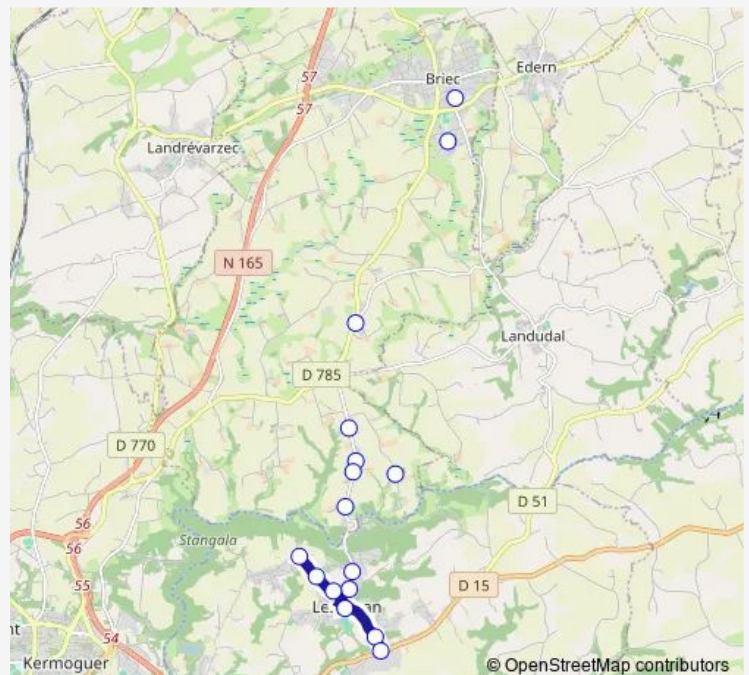 Edern
57
Briec
57
Landrévarzec
N 165
Landudal
D 785
D 770
D 51
56
Stangala
56
55
D 15
54
Kermoguer
© OpenStreetMap contributors